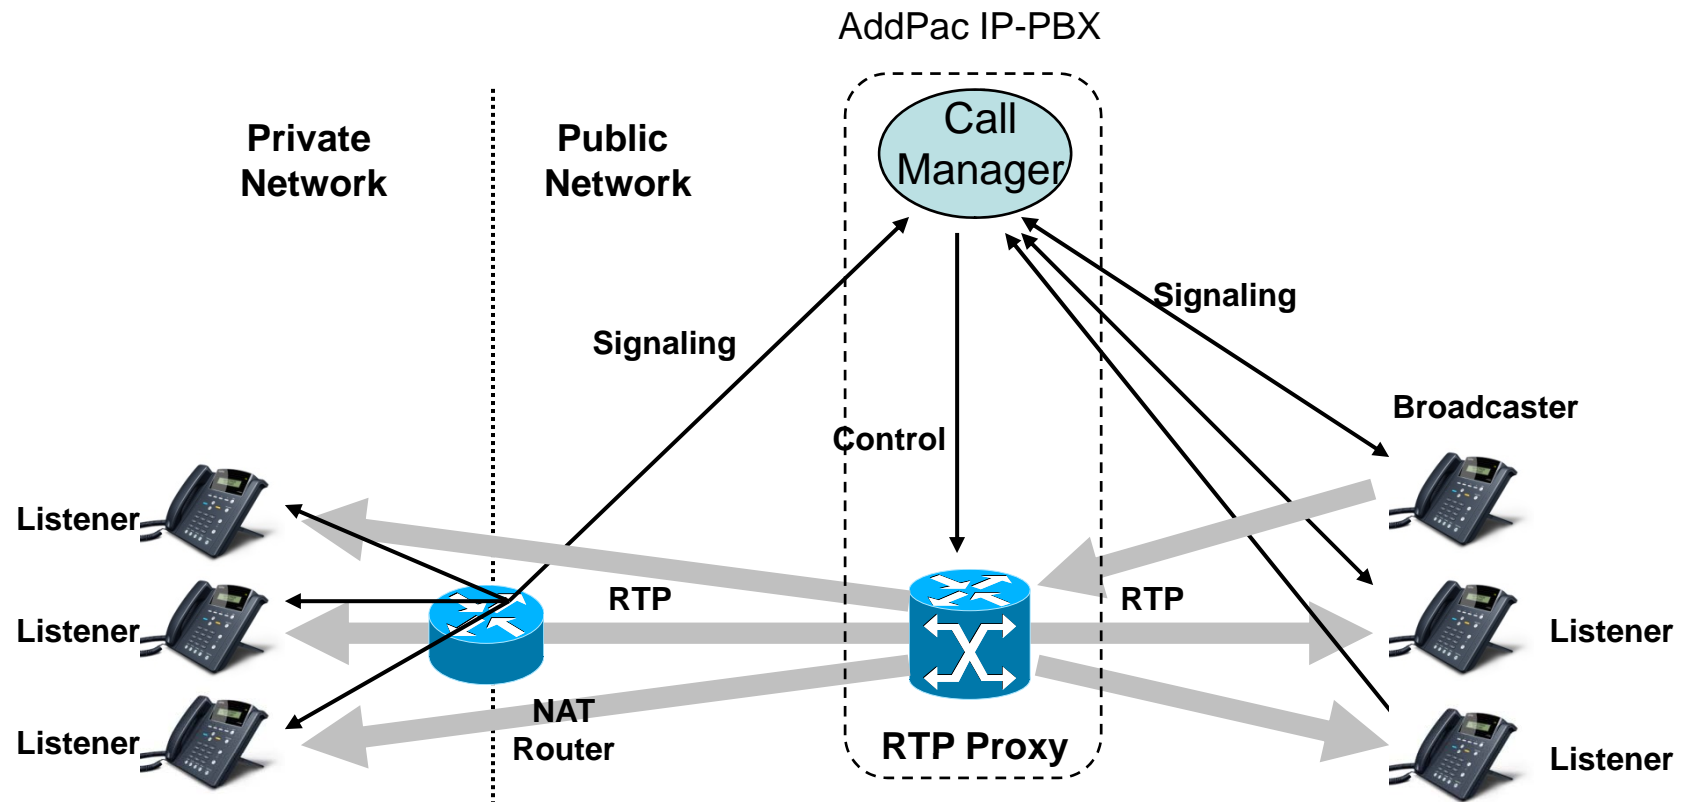 AddPac IP-PBX
Call
Manager
Private
Network
Public
Network
Signaling
Signaling
Control
Broadcaster
Listener
RTP
RTP
Listener
Listener
NAT
Router
Listener
RTP Proxy
Listener